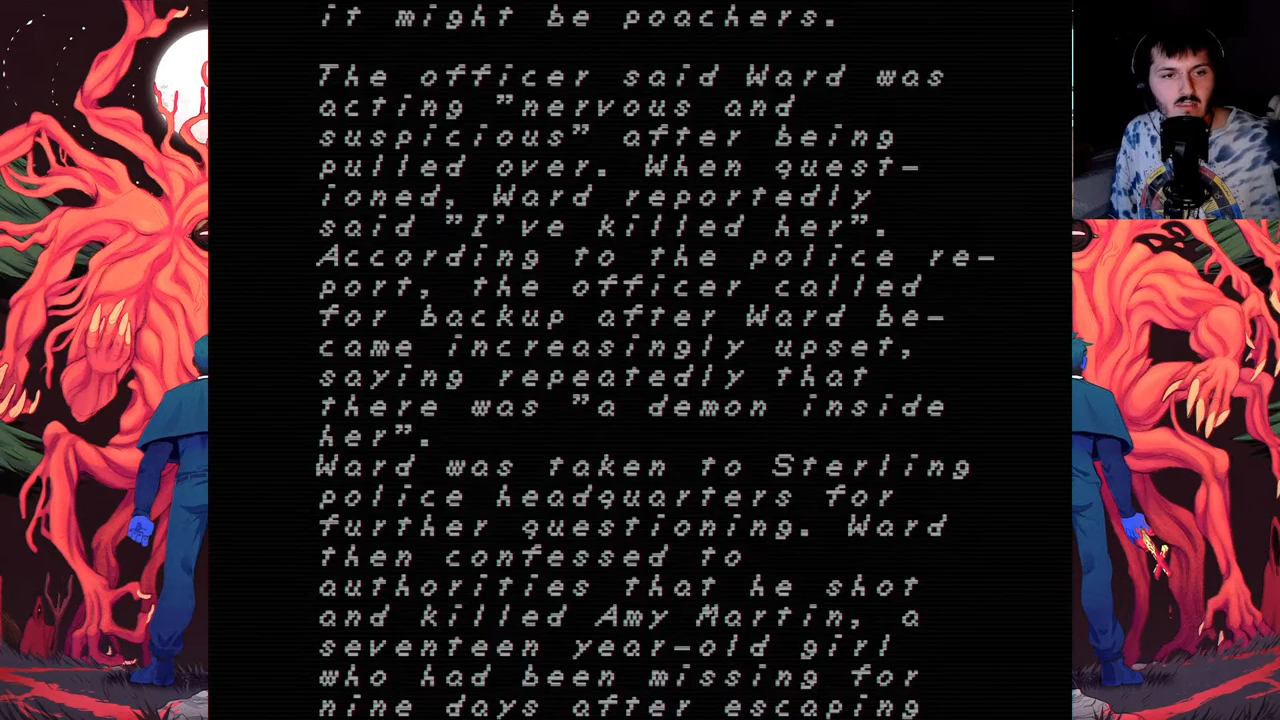 it might be poachers.
The officer said Ward was
acting "nervous and
suspicious" after being
pulled over. When quest-
ioned, Ward reportedly
said "I've killed her".
According to the police re-
port, the officer called
for backup after Ward be-
came increasingly upset,
saying repeatedly that
there was "a demon inside
her".
Ward was taken to Sterling
police headquarters for
further questioning. Ward
then confessed to
authorities that he shot
and killed Amy Martin, a
seventeen year-old girl
who had been missing for
nine days after escaping